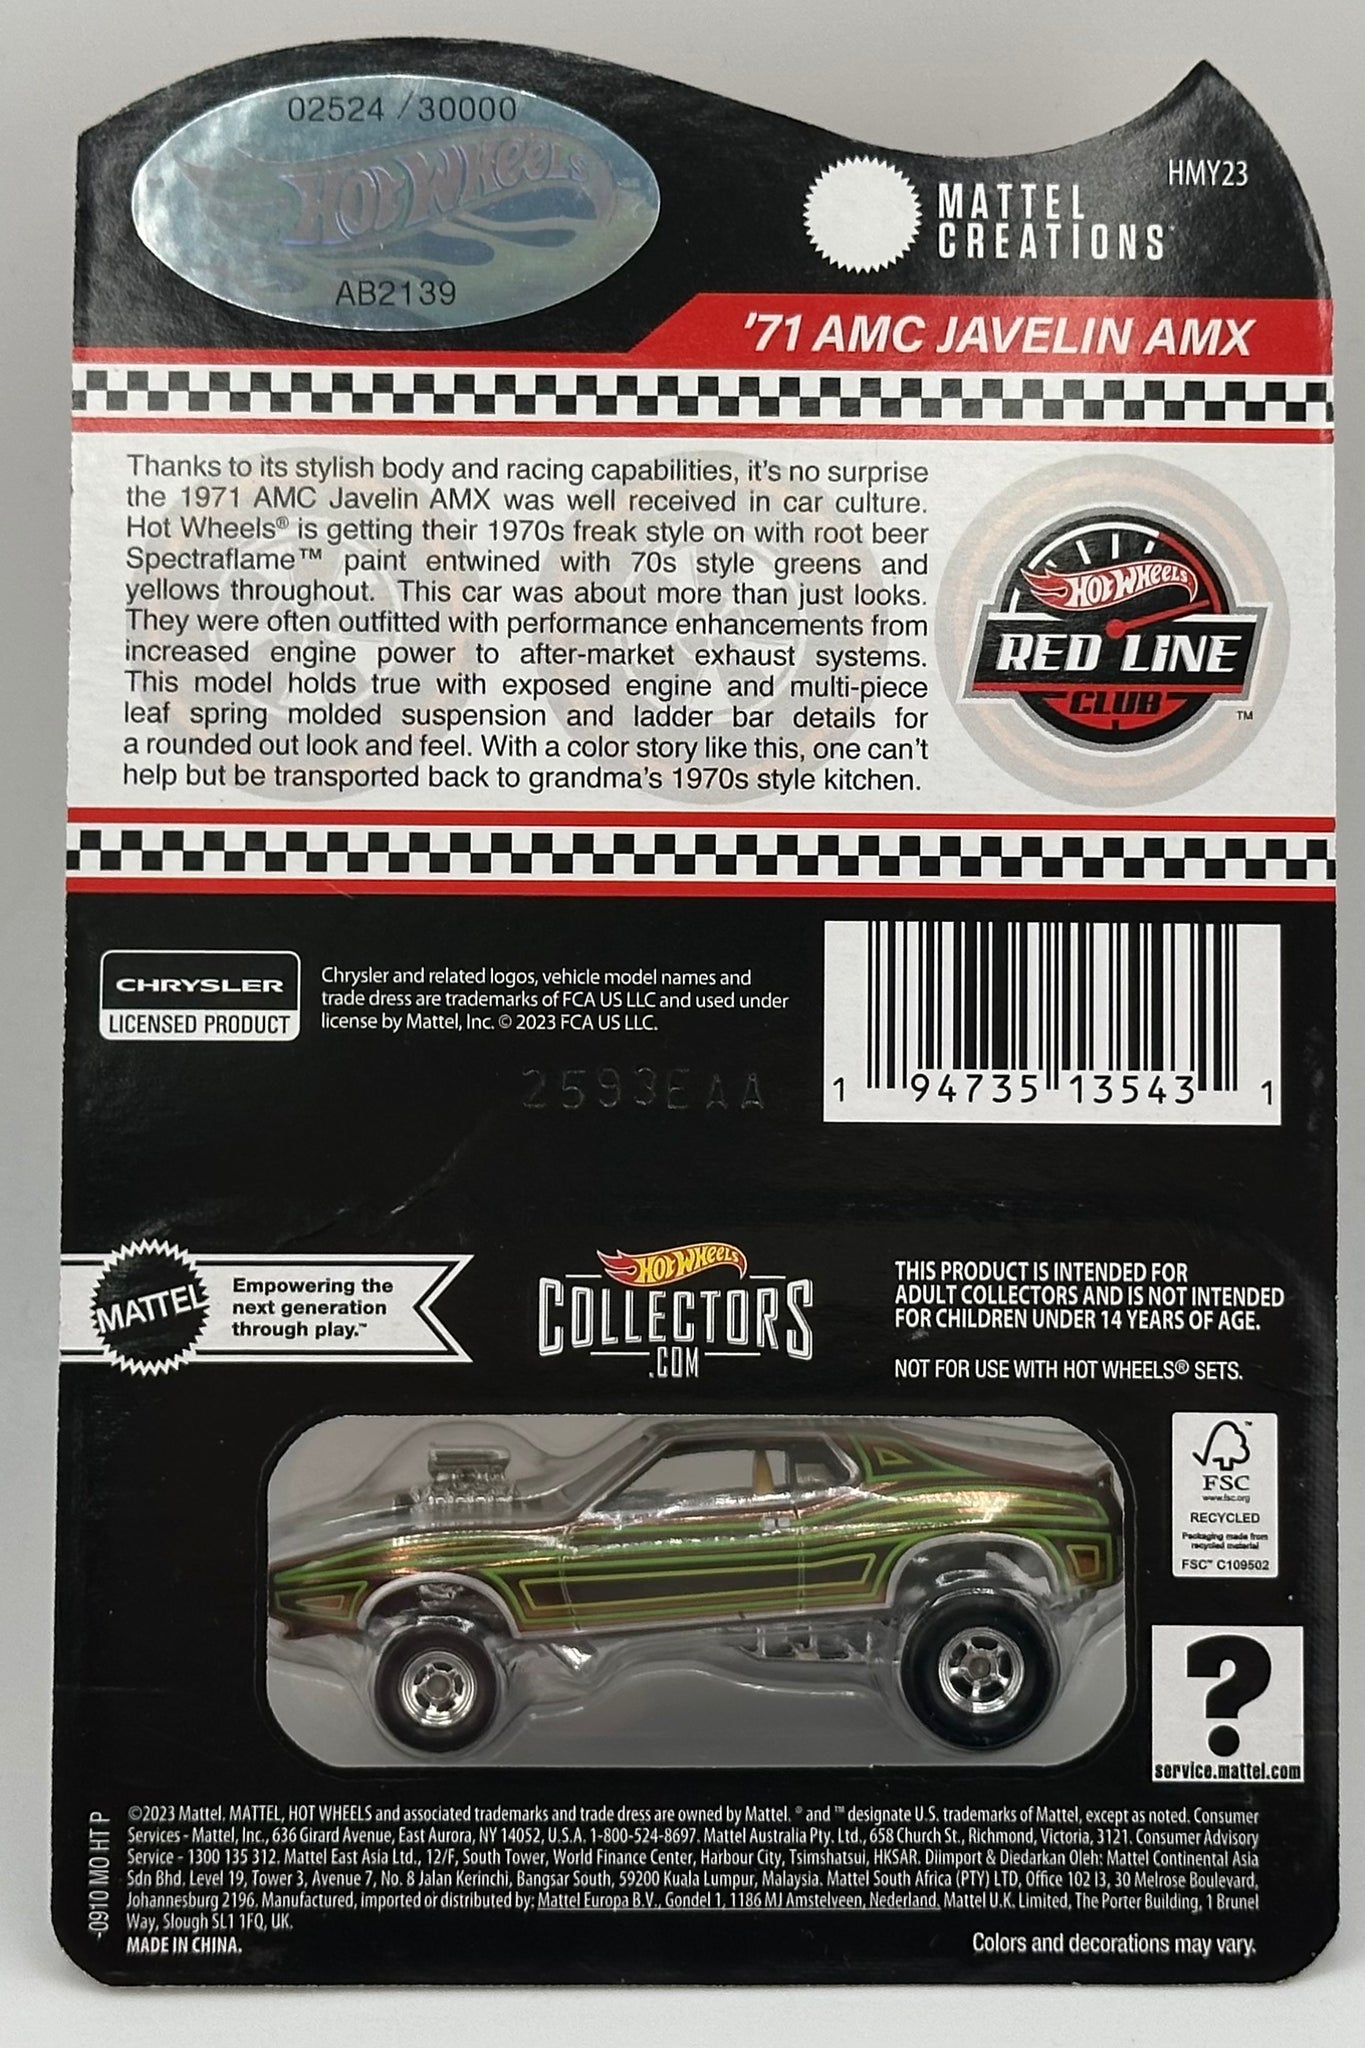 02524 / 30000
HOT WHEELS
AB2139
HMY23
MATTEL
CREATIONS™
'71 AMC JAVELIN AMX
Thanks to its stylish body and racing capabilities, it's no surprise
the 1971 AMC Javelin AMX was well received in car culture.
Hot Wheels® is getting their 1970s freak style on with root beer
Spectraflame™ paint entwined with 70s style greens and
yellows throughout. This car was about more than just looks.
They were often outfitted with performance enhancements from
increased engine power to after-market exhaust systems.
This model holds true with exposed engine and multi-piece
leaf spring molded suspension and ladder bar details for
a rounded out look and feel. With a color story like this, one can't
help but be transported back to grandma's 1970s style kitchen.
HOT WHEELS
RED LINE
CLUB
™
CHRYSLER
LICENSED PRODUCT
Chrysler and related logos, vehicle model names and
trade dress are trademarks of FCA US LLC and used under
license by Mattel, Inc. © 2023 FCA US LLC.
2593EAA
1 94735 13543 1
MATTEL
Empowering the
next generation
through play.™
HOT WHEELS
COLLECTORS
.COM
THIS PRODUCT IS INTENDED FOR
ADULT COLLECTORS AND IS NOT INTENDED
FOR CHILDREN UNDER 14 YEARS OF AGE.
NOT FOR USE WITH HOT WHEELS® SETS.
FSC
www.fsc.org
RECYCLED
Packaging made from
recycled material
FSC™ C109502
?
service.mattel.com
-0910 M0 HT P
©2023 Mattel. MATTEL, HOT WHEELS and associated trademarks and trade dress are owned by Mattel. ® and ™ designate U.S. trademarks of Mattel, except as noted. Consumer
Services - Mattel, Inc., 636 Girard Avenue, East Aurora, NY 14052, U.S.A. 1-800-524-8697. Mattel Australia Pty. Ltd., 658 Church St., Richmond, Victoria, 3121. Consumer Advisory
Service - 1300 135 312. Mattel East Asia Ltd., 12/F, South Tower, World Finance Center, Harbour City, Tsimshatsui, HKSAR. Diimport & Diedarkan Oleh: Mattel Continental Asia
Sdn Bhd. Level 19, Tower 3, Avenue 7, No. 8 Jalan Kerinchi, Bangsar South, 59200 Kuala Lumpur, Malaysia. Mattel South Africa (PTY) LTD, Office 102 I3, 30 Melrose Boulevard,
Johannesburg 2196. Manufactured, imported or distributed by: Mattel Europa B.V., Gondel 1, 1186 MJ Amstelveen, Nederland. Mattel U.K. Limited, The Porter Building, 1 Brunel
Way, Slough SL1 1FQ, UK.
MADE IN CHINA.
Colors and decorations may vary.